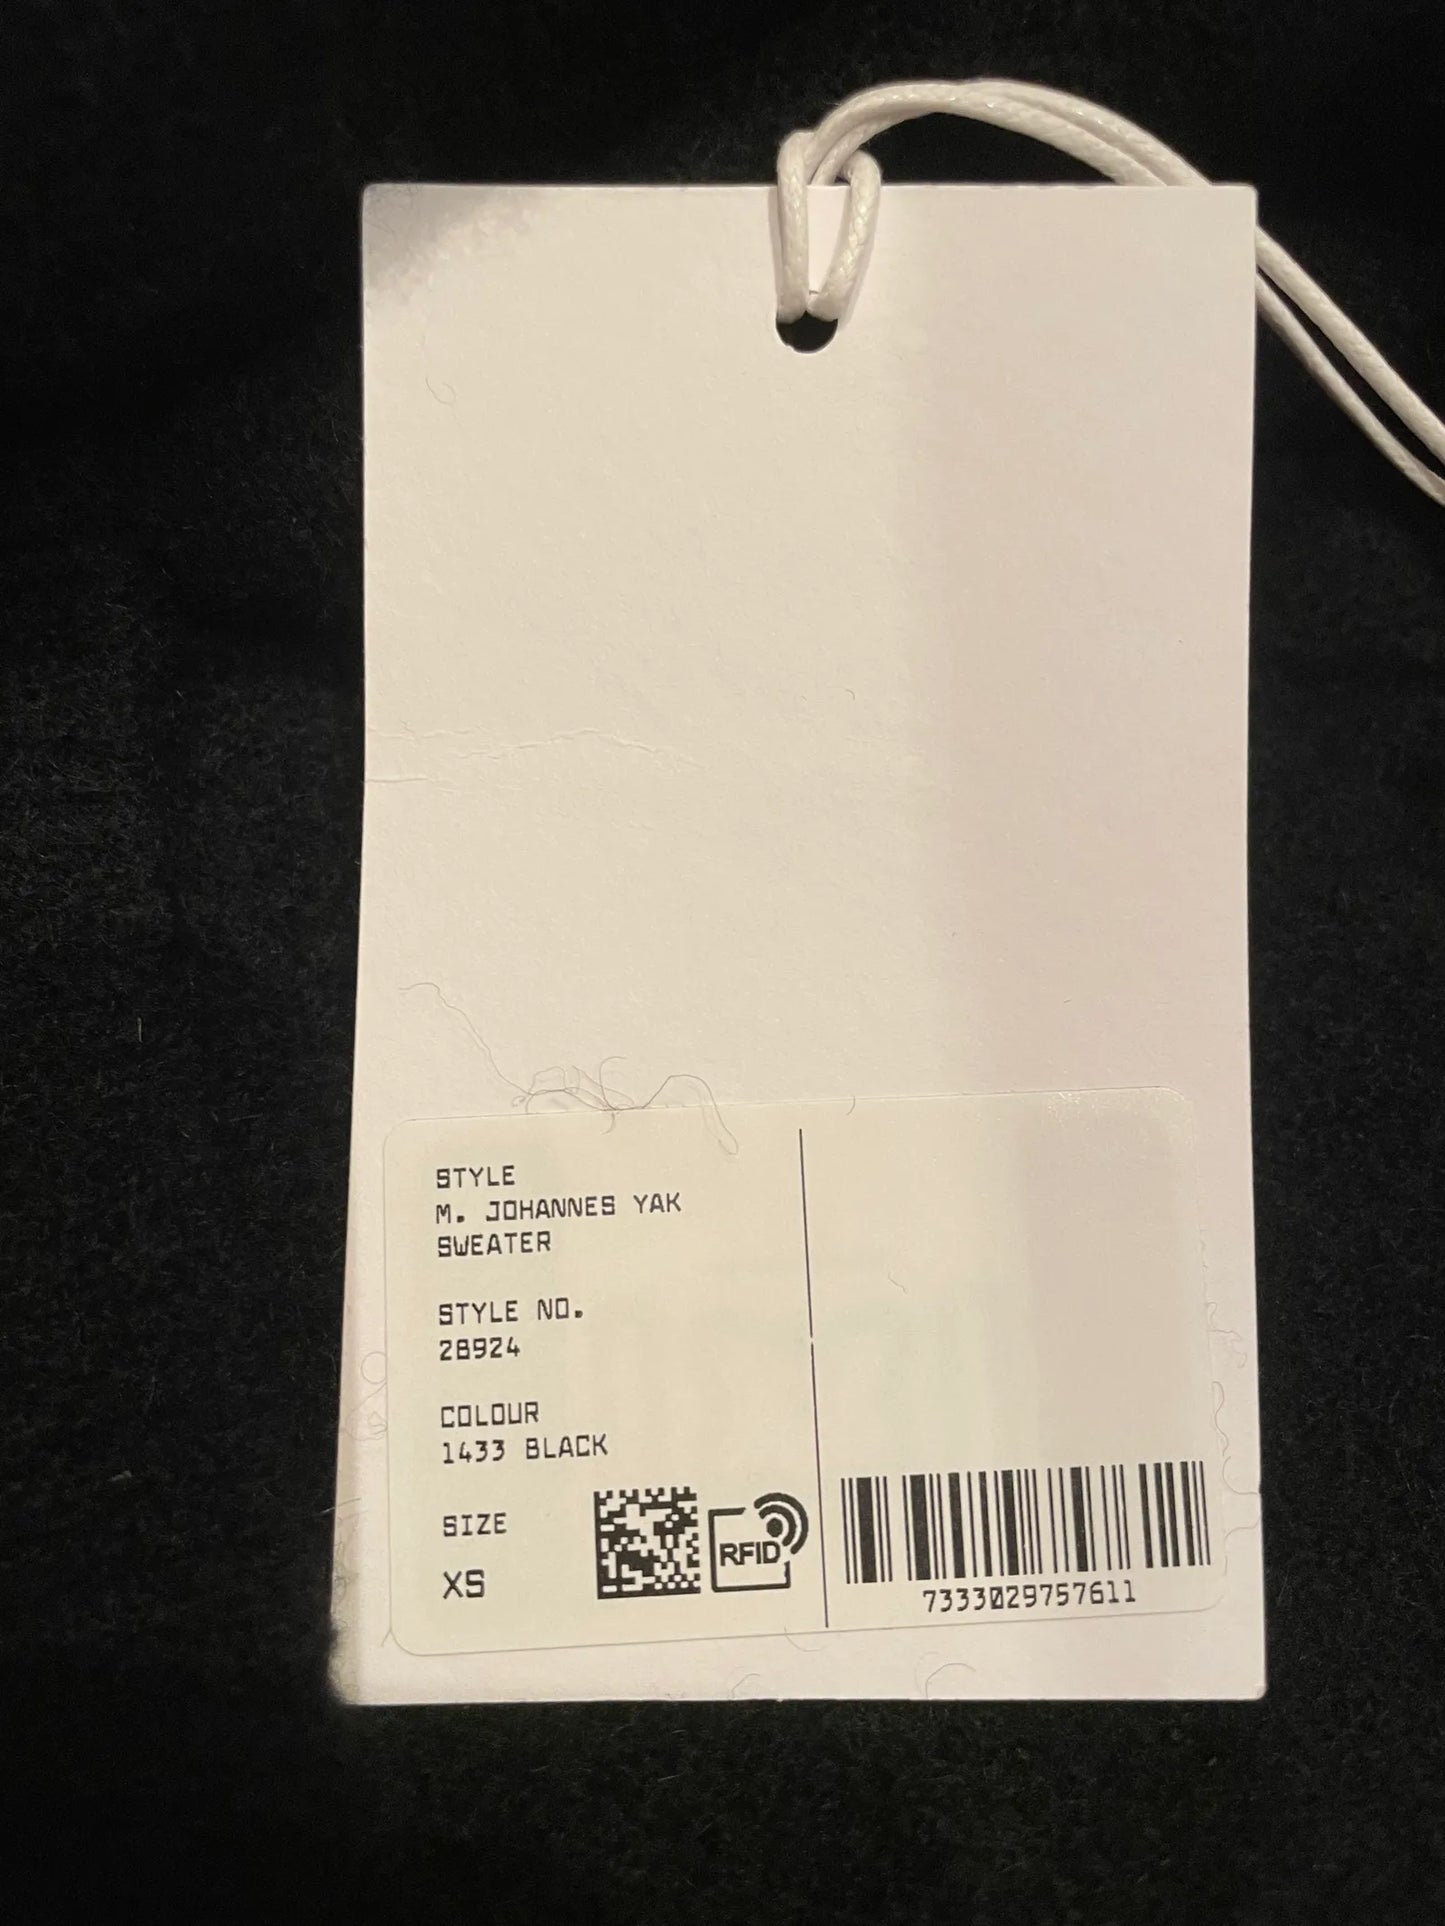 STYLE
M. JOHANNES YAK
SWEATER
STYLE NO.
28924
COLOUR
1433 BLACK
SIZE
XS
RFID
7333029757611